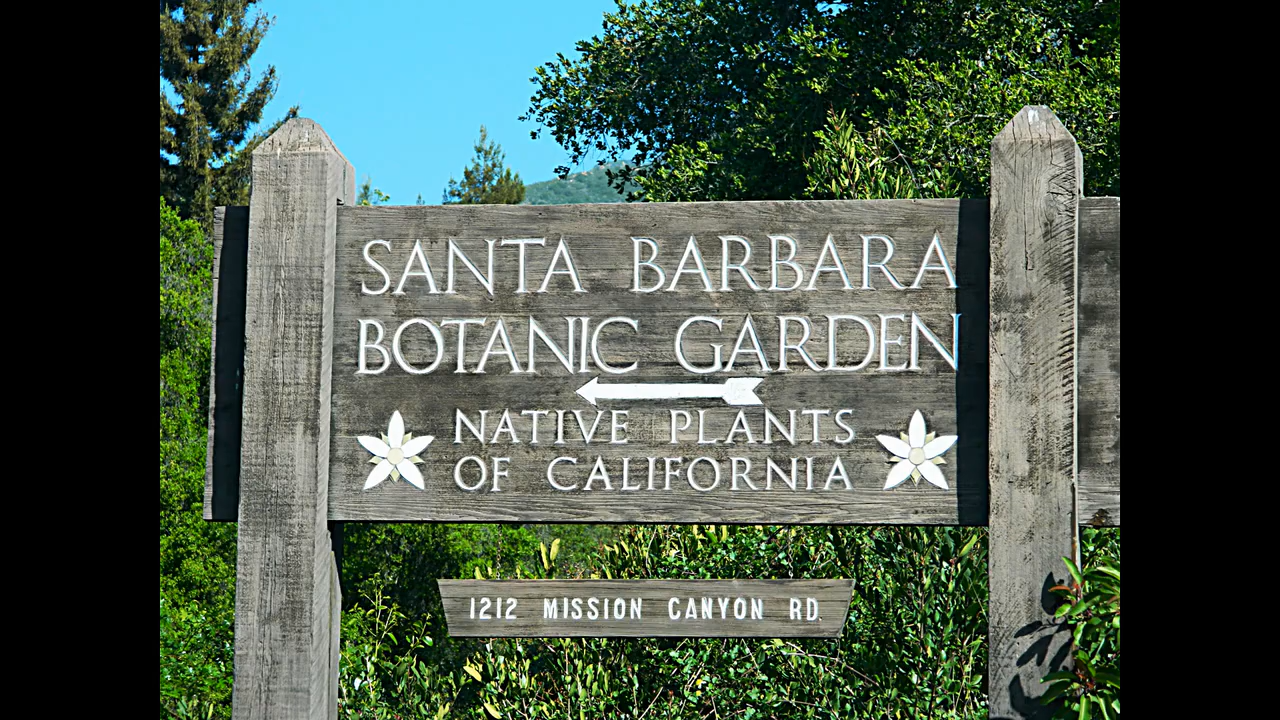 SANTA BARBARA
BOTANIC GARDEN
NATIVE PLANTS
OF CALIFORNIA
1212 MISSION CANYON RD